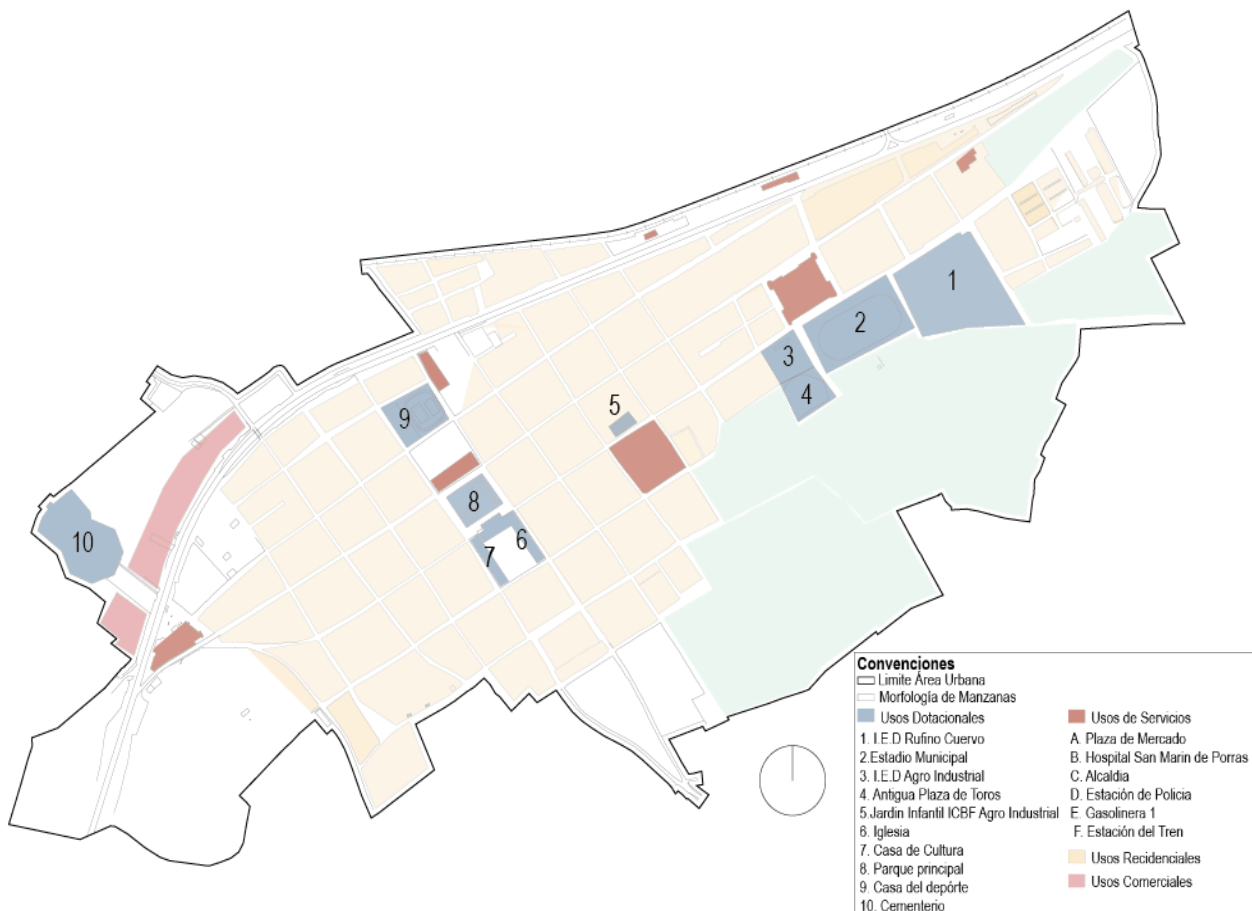 1
2
3
4
5
6
7
8
9
10
Convenciones
Limite Área Urbana
Morfología de Manzanas
Usos Dotacionales
1. I.E.D Rufino Cuervo
2.Estadio Municipal
3. I.E.D Agro Industrial
4. Antigua Plaza de Toros
5.Jardin Infantil ICBF Agro Industrial
6. Iglesia
7. Casa de Cultura
8. Parque principal
9. Casa del depórte
10. Cementerio
Usos de Servicios
A. Plaza de Mercado
B. Hospital San Marin de Porras
C. Alcaldia
D. Estación de Policia
E. Gasolinera 1
F. Estación del Tren
Usos Recidenciales
Usos Comerciales